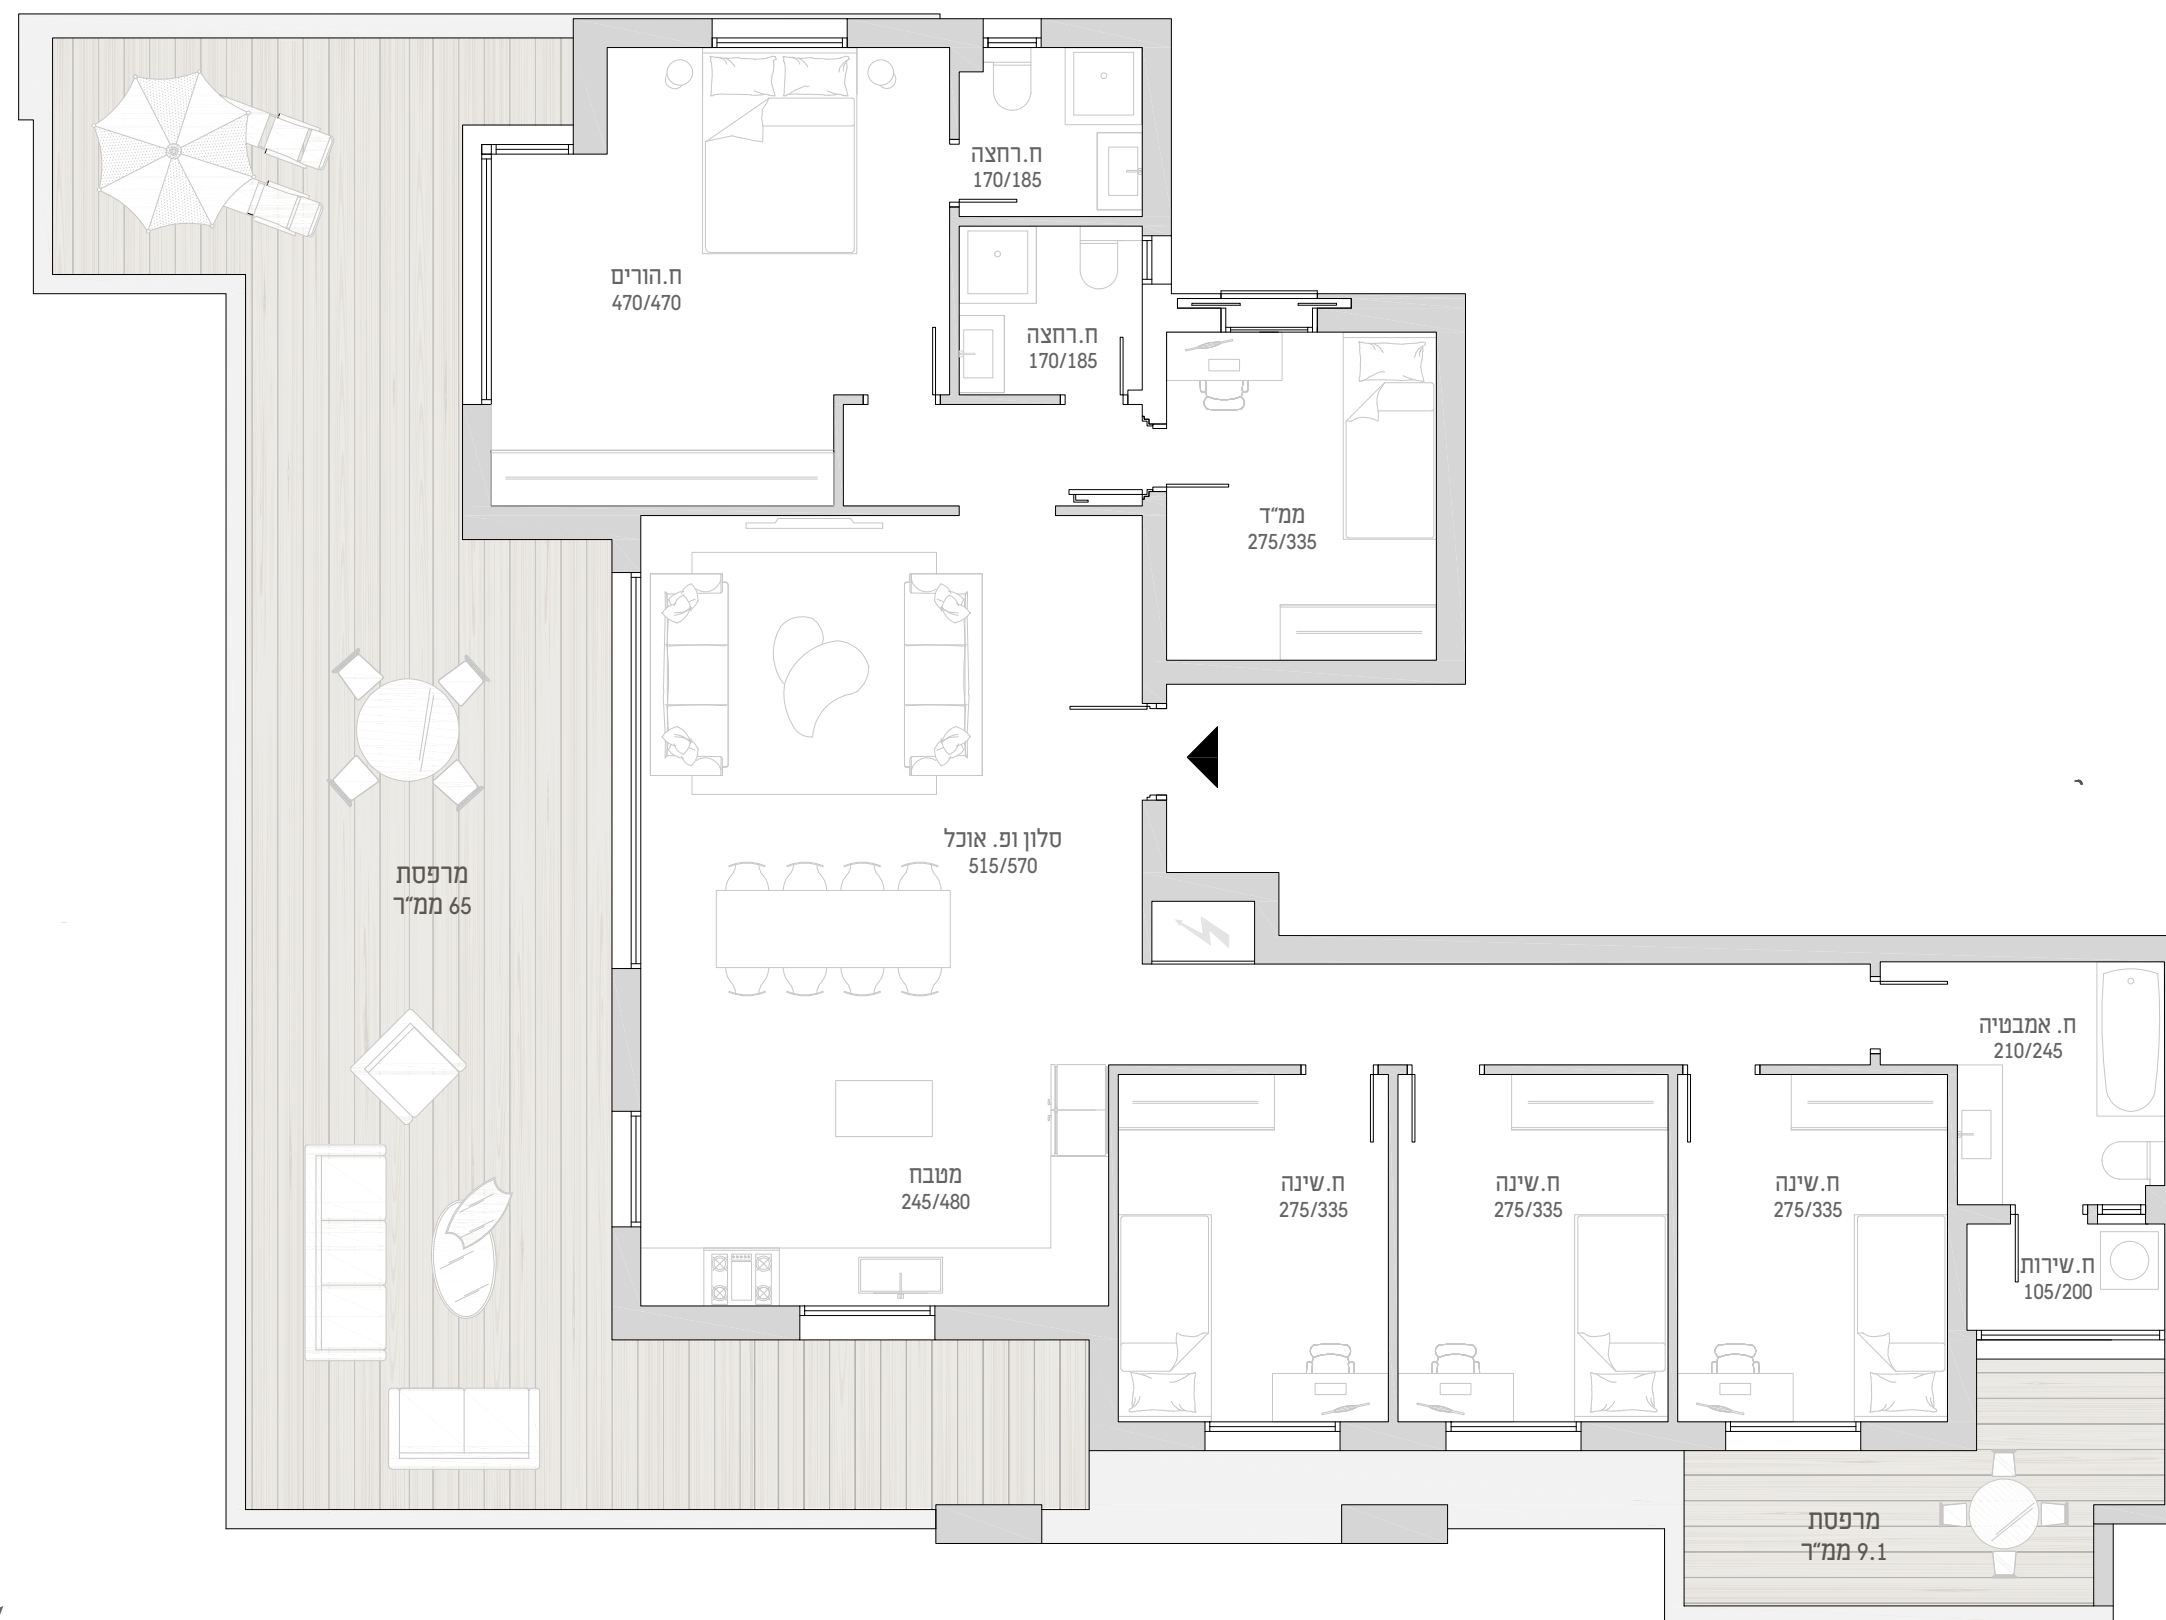 ח.רחצה
170/185
ח.הורים
470/470
ח.רחצה
170/185
ממ״ד
275/335
סלון ופ. אוכל
515/570
מרפסת
65 ממ״ר
ח. אמבטיה
210/245
מטבח
245/480
ח.שינה
275/335
ח.שינה
275/335
ח.שינה
275/335
ח.שירות
105/200
מרפסת
9.1 ממ״ר